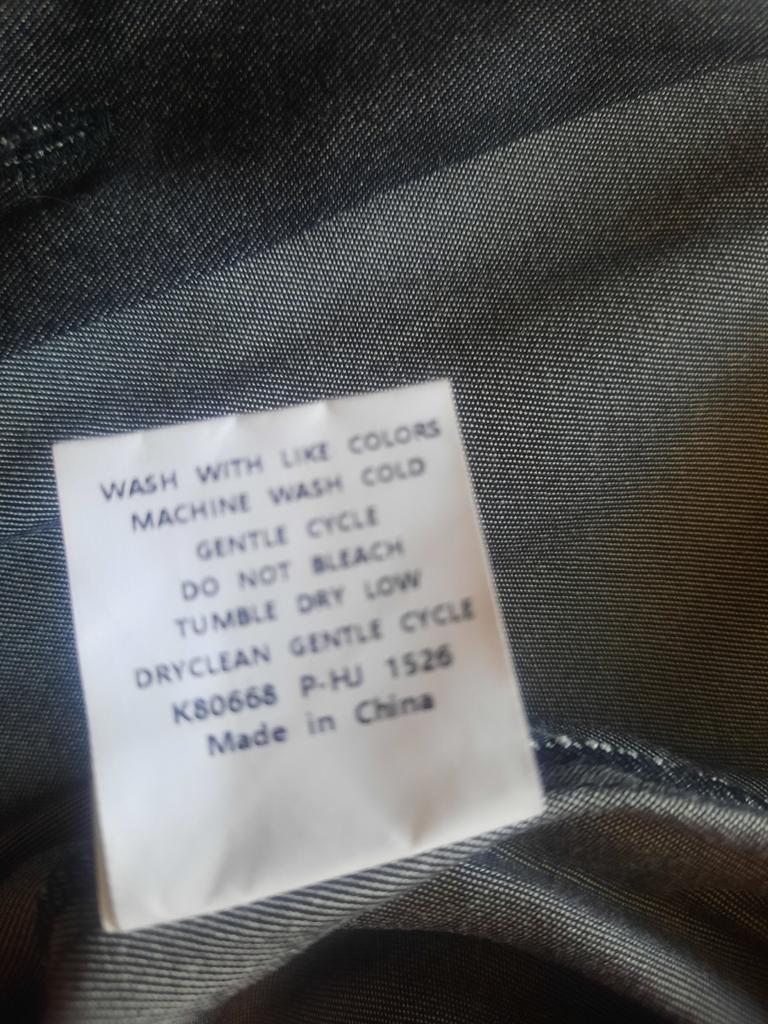 WASH WITH LIKE COLORS
MACHINE WASH COLD
GENTLE CYCLE
DO NOT BLEACH
TUMBLE DRY LOW
DRYCLEAN GENTLE CYCLE
K80668 P-HJ 1526
Made in China